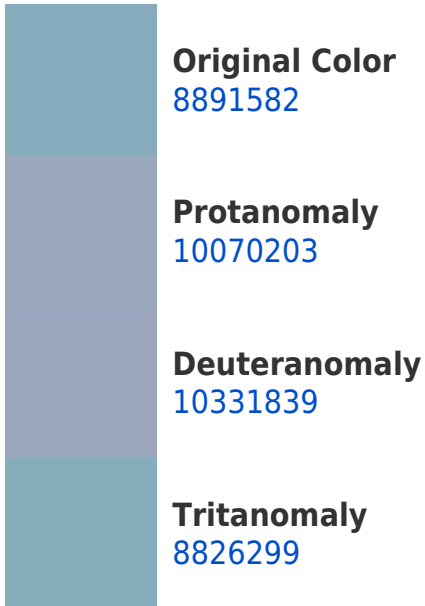 Original Color
8891582
Protanomaly
10070203
Deuteranomaly
10331839
Tritanomaly
8826299